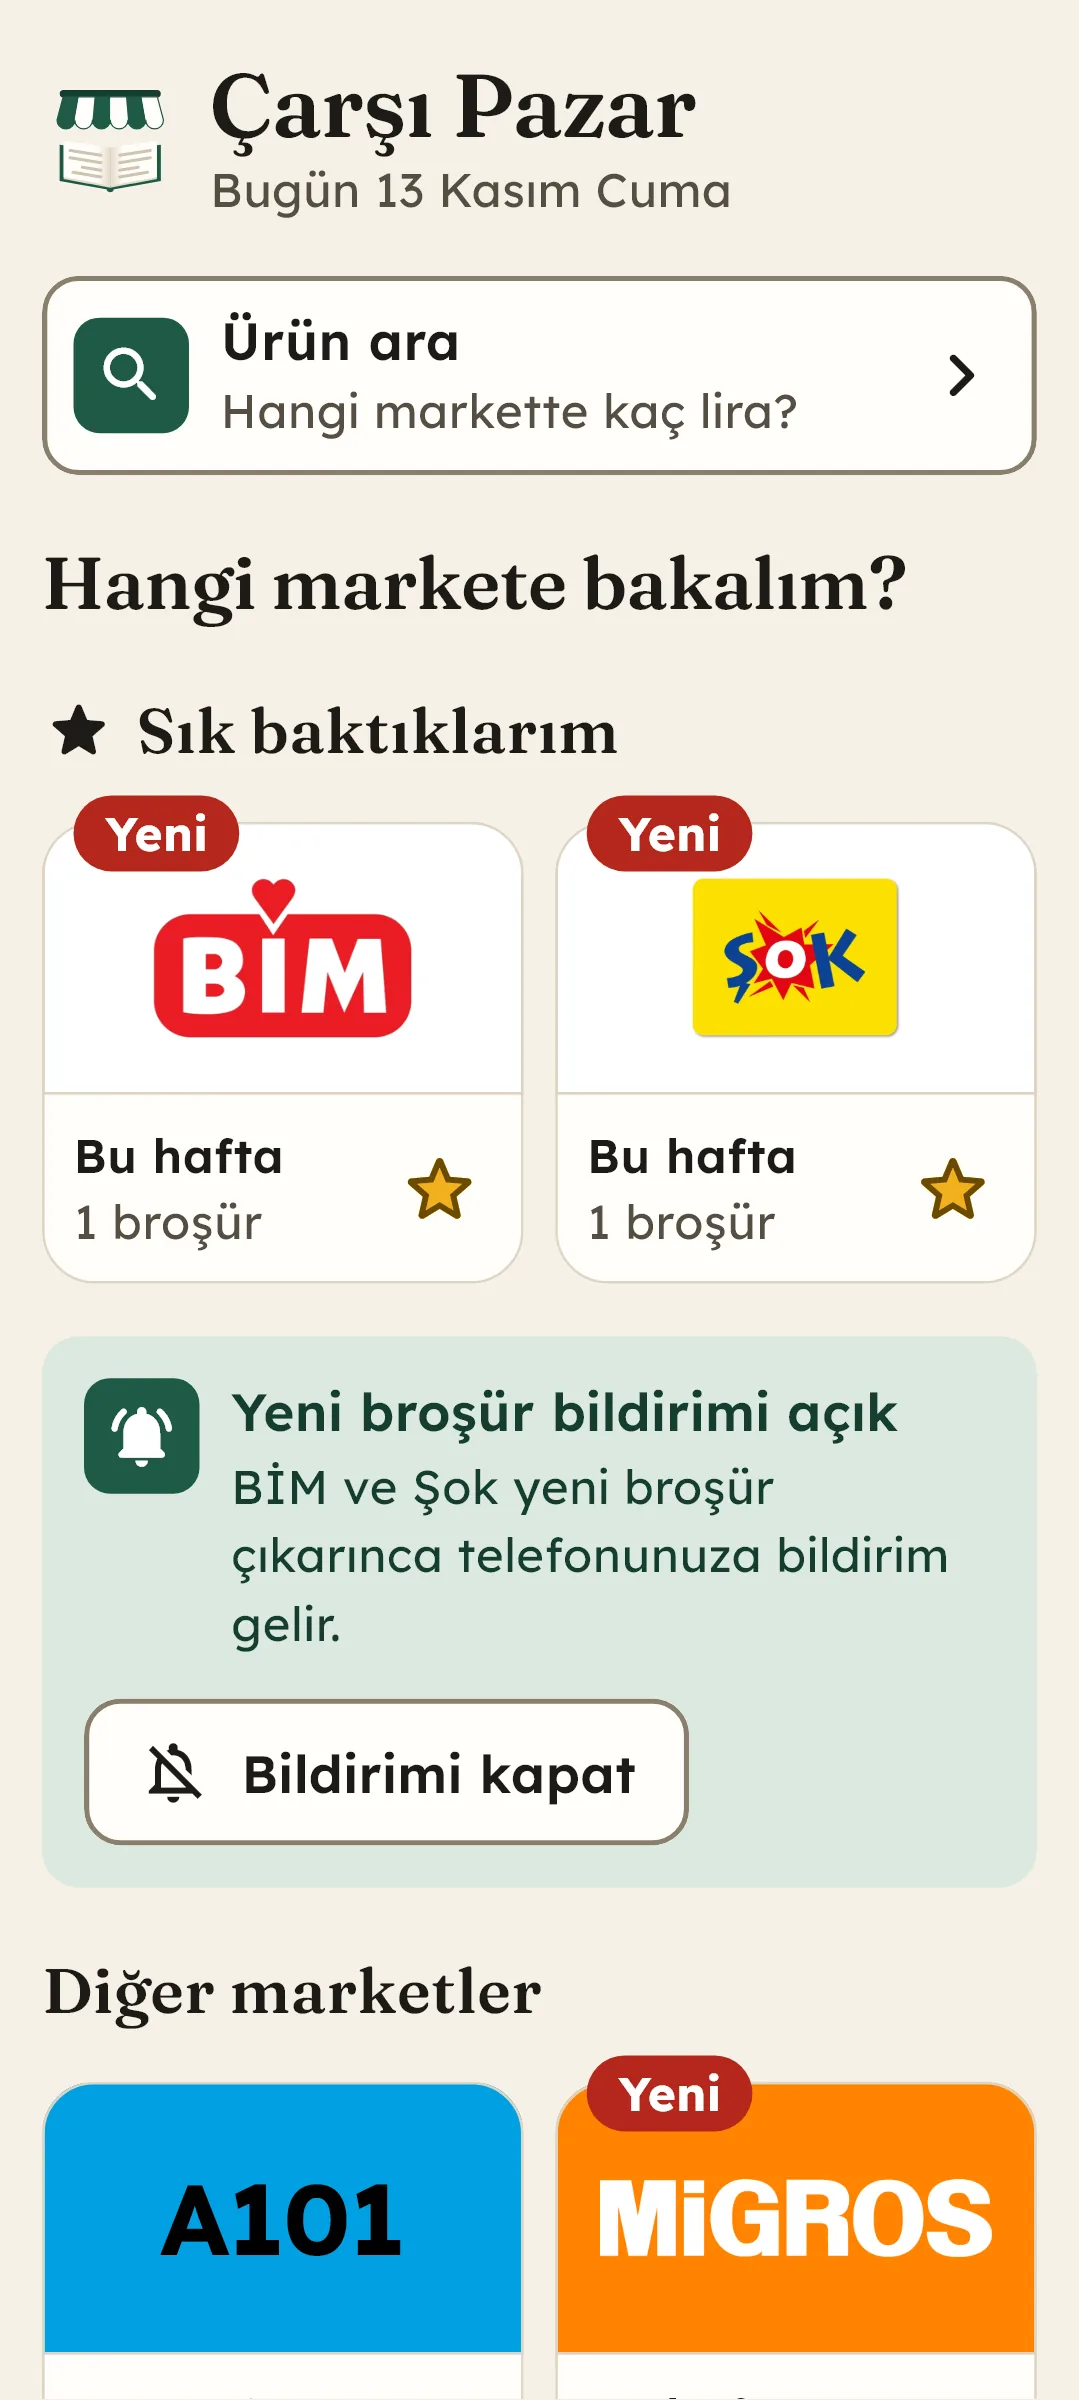 Çarşı Pazar
Bugün 13 Kasım Cuma
Ürün ara
Hangi markette kaç lira?
Hangi markete bakalım?
Sık baktıklarım
Yeni
Yeni
BİM
ŞOK
Bu hafta
1 broşür
Bu hafta
1 broşür
Yeni broşür bildirimi açık
BİM ve Şok yeni broşür
çıkarınca telefonunuza bildirim
gelir.
Bildirimi kapat
Diğer marketler
Yeni
A101
MiGROS